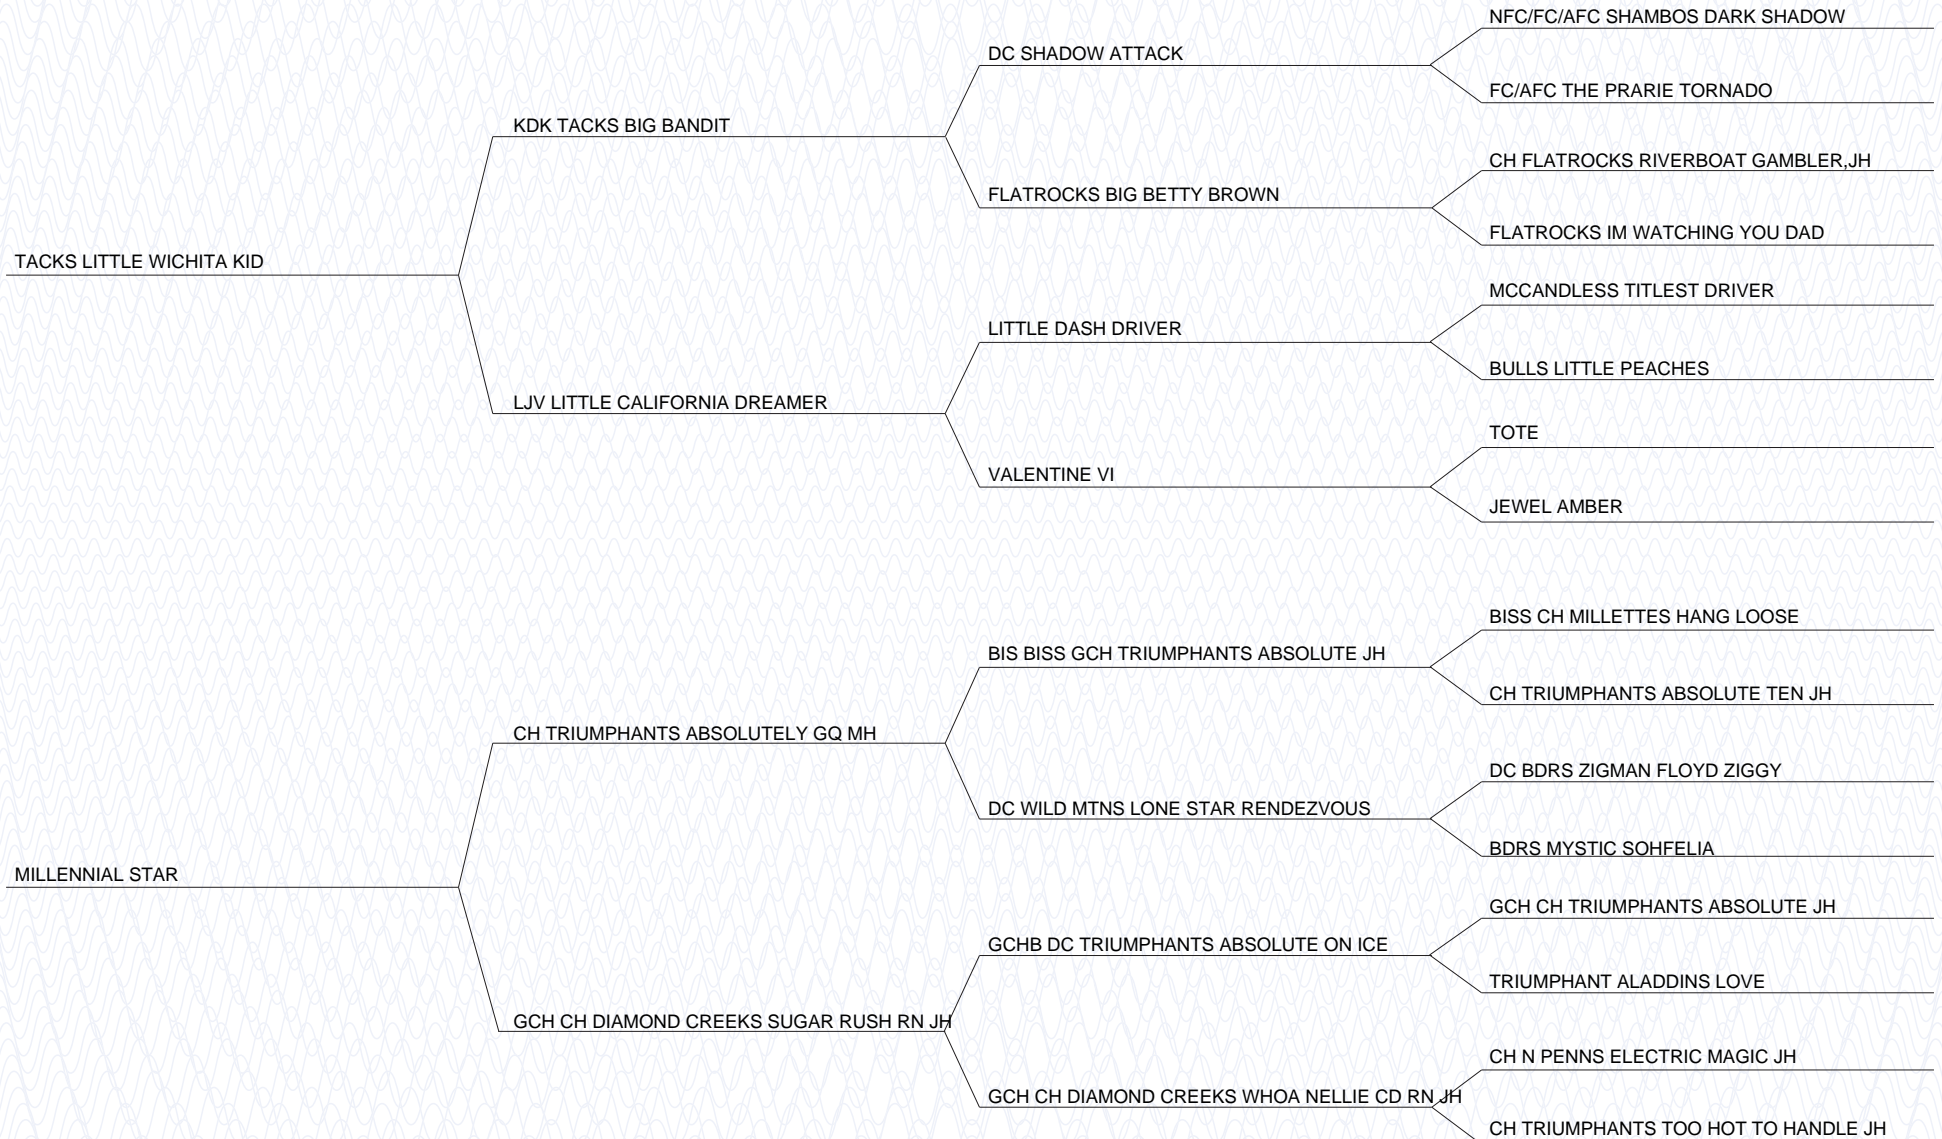 NFC/FC/AFC SHAMBOS DARK SHADOW
DC SHADOW ATTACK
FC/AFC THE PRARIE TORNADO
KDK TACKS BIG BANDIT
CH FLATROCKS RIVERBOAT GAMBLER,JH
FLATROCKS BIG BETTY BROWN
FLATROCKS IM WATCHING YOU DAD
TACKS LITTLE WICHITA KID
MCCANDLESS TITLEST DRIVER
LITTLE DASH DRIVER
BULLS LITTLE PEACHES
LJV LITTLE CALIFORNIA DREAMER
TOTE
VALENTINE VI
JEWEL AMBER
BISS CH MILLETTES HANG LOOSE
BIS BISS GCH TRIUMPHANTS ABSOLUTE JH
CH TRIUMPHANTS ABSOLUTE TEN JH
CH TRIUMPHANTS ABSOLUTELY GQ MH
DC BDRS ZIGMAN FLOYD ZIGGY
DC WILD MTNS LONE STAR RENDEZVOUS
BDRS MYSTIC SOHFELIA
MILLENNIAL STAR
GCH CH TRIUMPHANTS ABSOLUTE JH
GCHB DC TRIUMPHANTS ABSOLUTE ON ICE
TRIUMPHANT ALADDINS LOVE
GCH CH DIAMOND CREEKS SUGAR RUSH RN JH
CH N PENNS ELECTRIC MAGIC JH
GCH CH DIAMOND CREEKS WHOA NELLIE CD RN JH
CH TRIUMPHANTS TOO HOT TO HANDLE JH